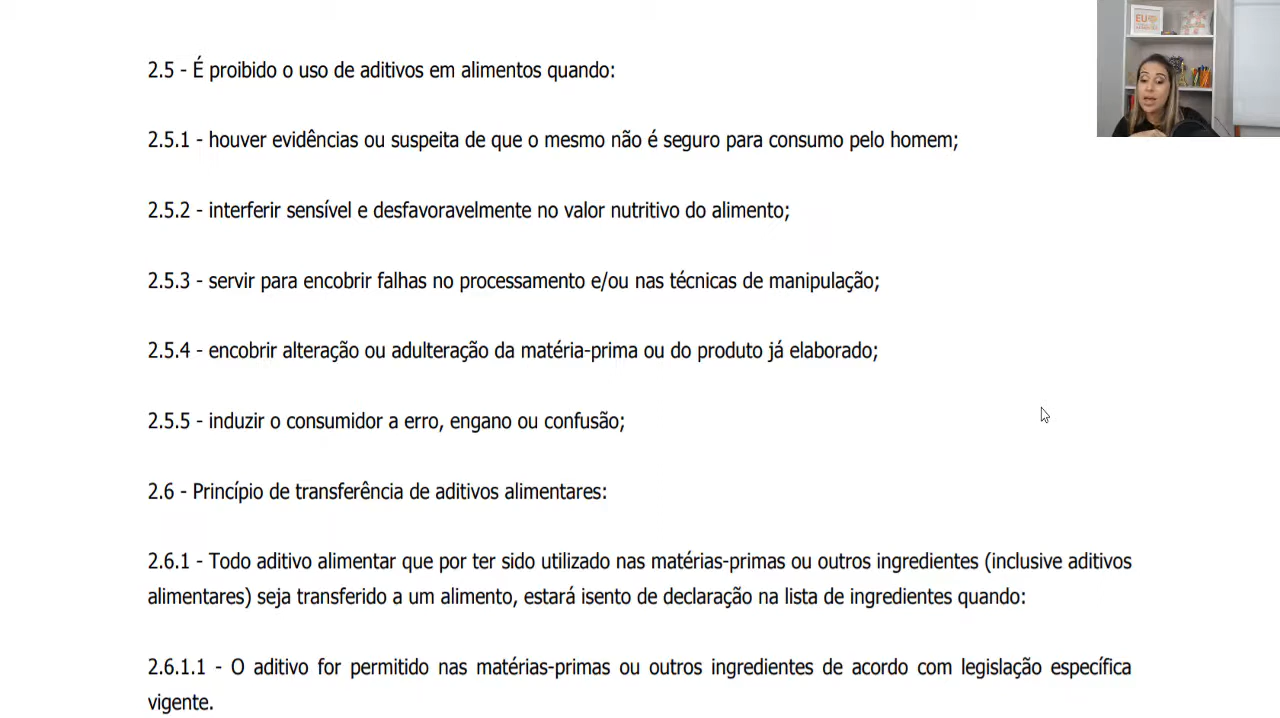 2.5 - É proibido o uso de aditivos em alimentos quando:
2.5.1 - houver evidências ou suspeita de que o mesmo não é seguro para consumo pelo homem;
2.5.2 - interferir sensível e desfavoravelmente no valor nutritivo do alimento;
2.5.3 - servir para encobrir falhas no processamento e/ou nas técnicas de manipulação;
2.5.4 - encobrir alteração ou adulteração da matéria-prima ou do produto já elaborado;
2.5.5 - induzir o consumidor a erro, engano ou confusão;
2.6 - Princípio de transferência de aditivos alimentares:
2.6.1 - Todo aditivo alimentar que por ter sido utilizado nas matérias-primas ou outros ingredientes (inclusive aditivos
alimentares) seja transferido a um alimento, estará isento de declaração na lista de ingredientes quando:
2.6.1.1 - O aditivo for permitido nas matérias-primas ou outros ingredientes de acordo com legislação específica
vigente.
EU